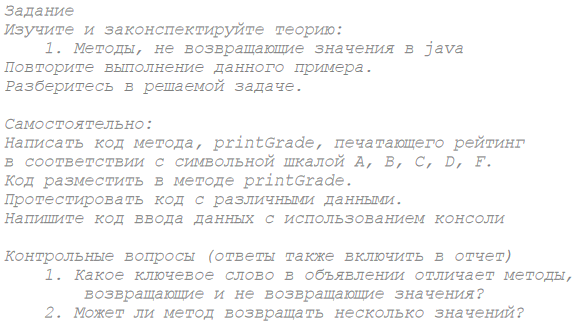 Задание
Изучите и законспектируйте теорию:
1. Методы, не возвращающие значения в java
Повторите выполнение данного примера.
Разберитесь в решаемой задаче.
Самостоятельно:
Написать код метода, printGrade, печатающего рейтинг
в соответствии с символьной шкалой A, B, C, D, F.
Код разместить в методе printGrade.
Протестировать код с различными данными.
Напишите код ввода данных с использованием консоли
Контрольные вопросы (ответы также включить в отчет)
1. Какое ключевое слово в объявлении отличает методы,
возвращающие и не возвращающие значения?
2. Может ли метод возвращать несколько значений?